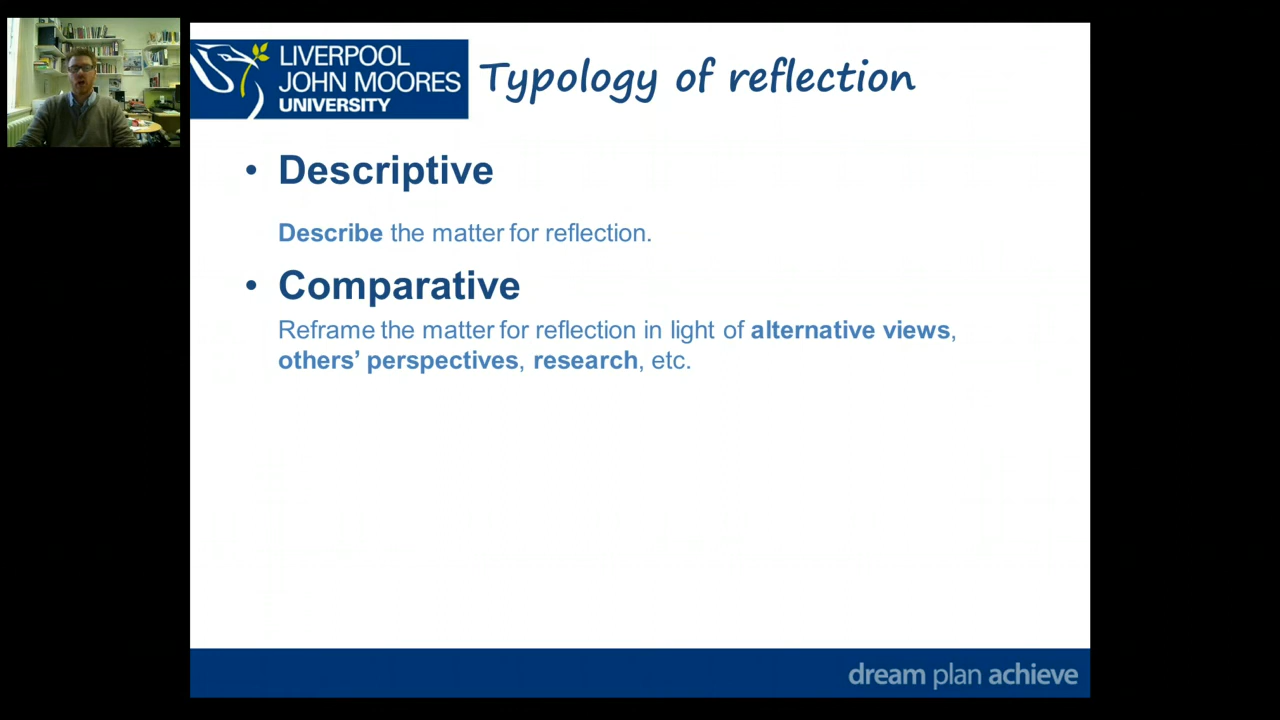 LIVERPOOL
JOHN MOORES
UNIVERSITY
Typology of reflection
• Descriptive
Describe the matter for reflection.
• Comparative
Reframe the matter for reflection in light of alternative views,
others’ perspectives, research, etc.
dream plan achieve